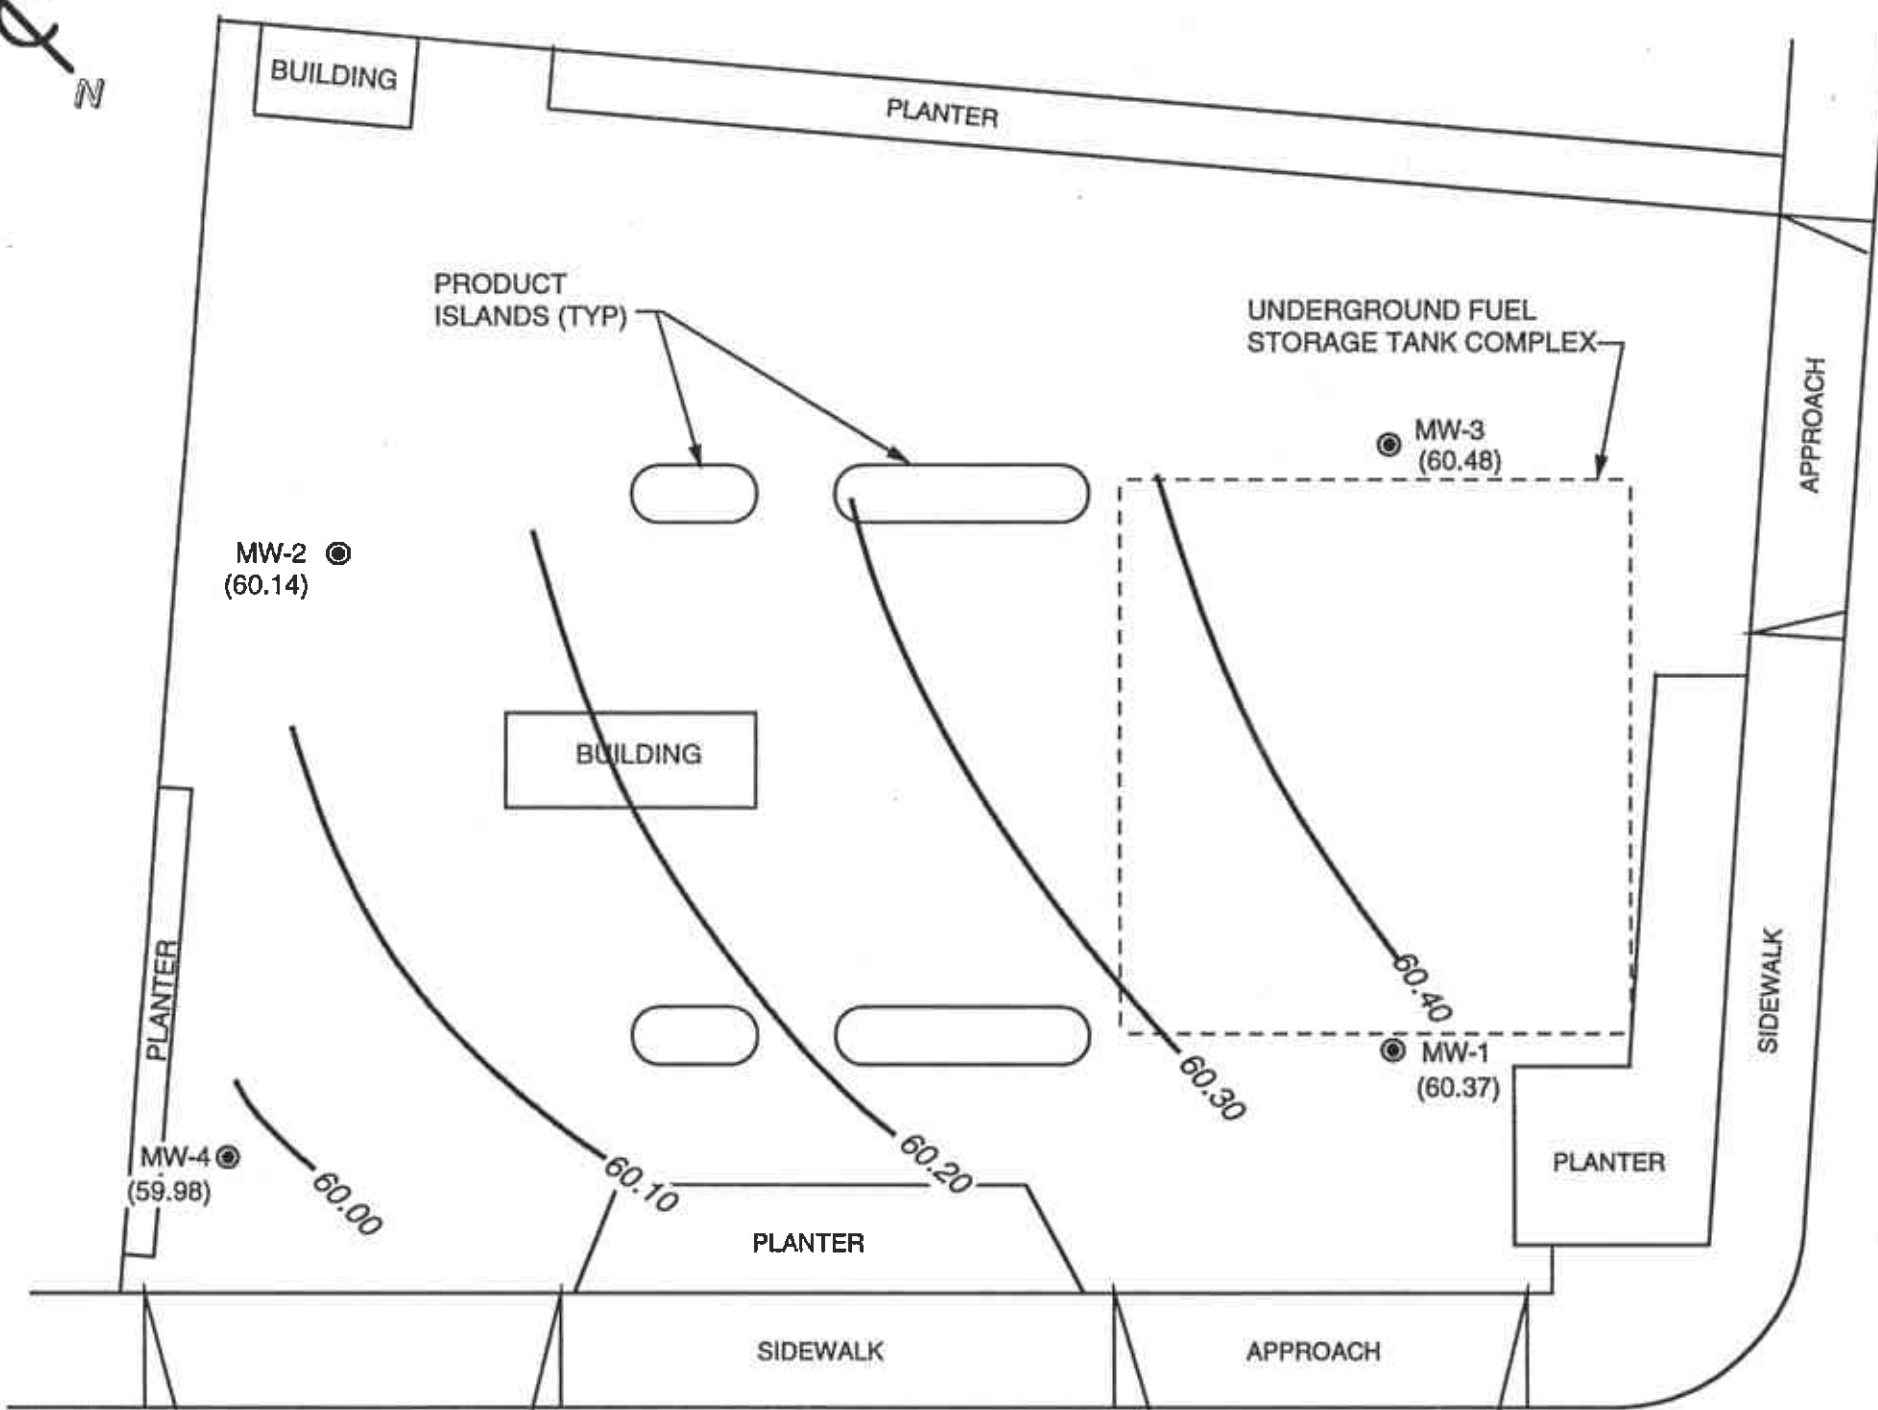 N
BUILDING
PLANTER
PRODUCT
ISLANDS (TYP)
UNDERGROUND FUEL
STORAGE TANK COMPLEX
MW-3
(60.48)
APPROACH
MW-2
(60.14)
BUILDING
PLANTER
SIDEWALK
60.40
MW-1
(60.37)
60.30
PLANTER
MW-4
(59.98)
60.00
60.10
60.20
PLANTER
SIDEWALK
APPROACH